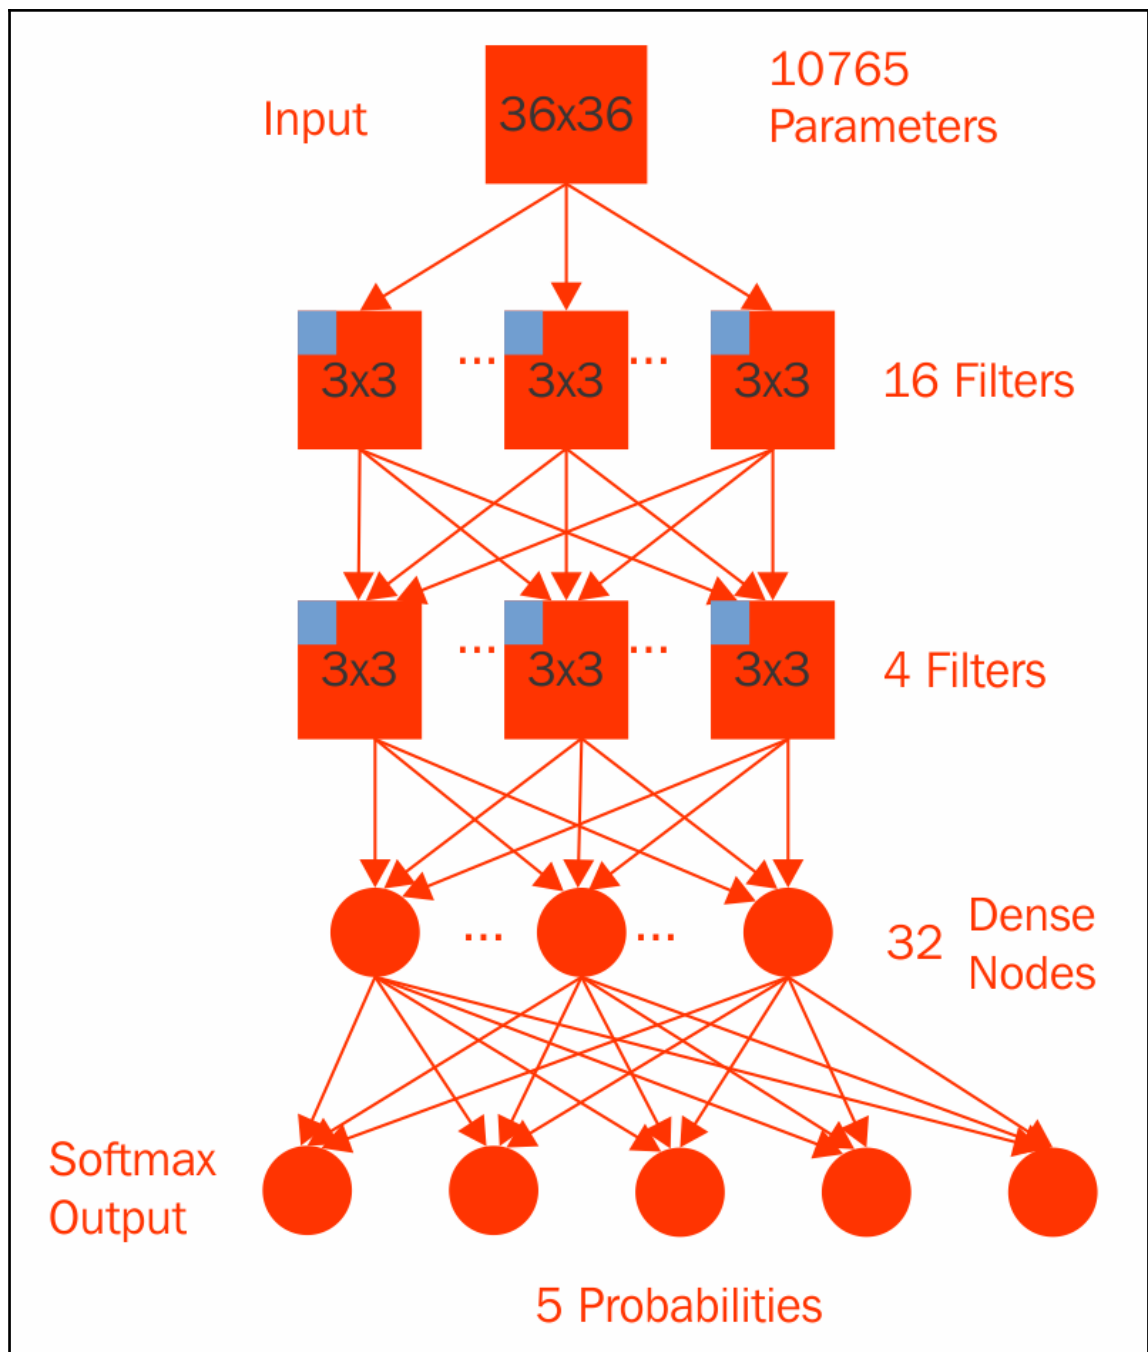 Input
36x36
10765
Parameters
3x3 ... 3x3 ... 3x3
16 Filters
3x3 ... 3x3 ... 3x3
4 Filters
... ...
32
Dense
Nodes
Softmax
Output
5 Probabilities